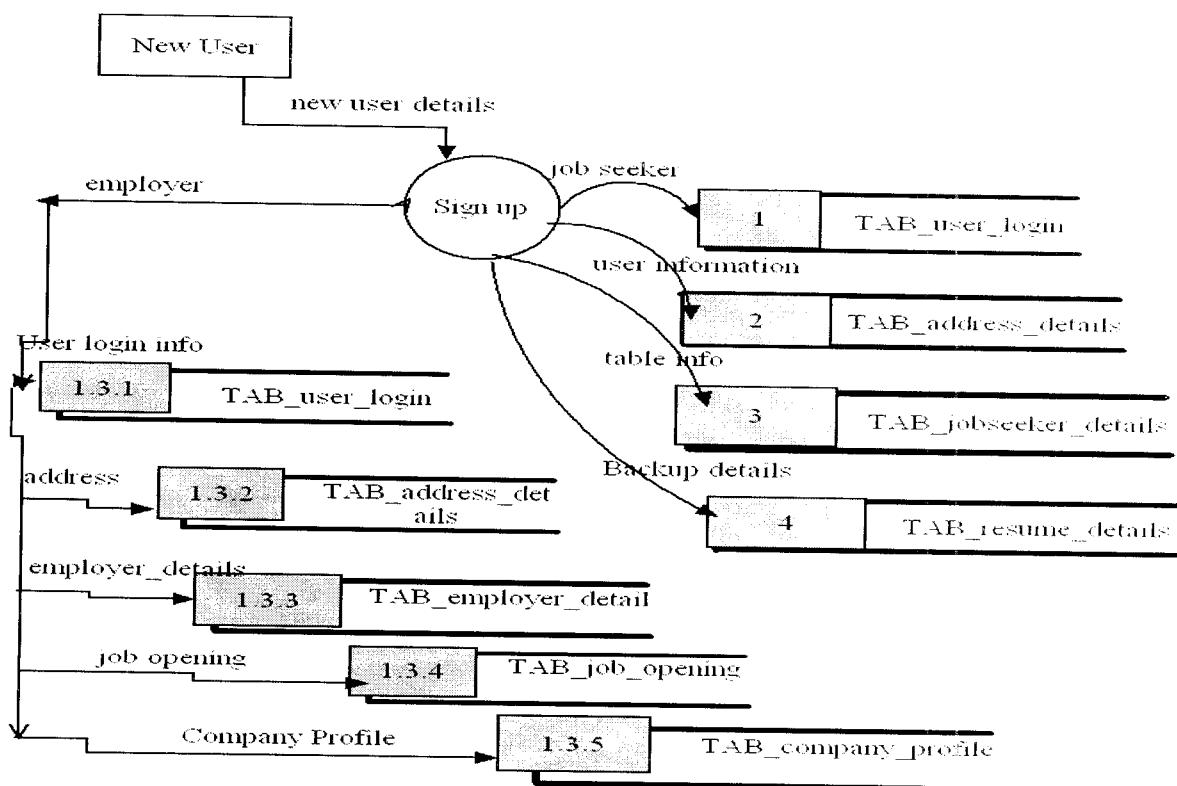 New User
new user details
job seeker
employer
Sign up
1
TAB_user_login
user information
2
TAB_address_details
User login info
table info
1.3.1
TAB_user_login
3
TAB_jobseeker_details
address
Backup details
1.3.2
TAB_address_det
ails
4
TAB_resume_details
employer_details
1.3.3
TAB_employer_detail
job opening
1.3.4
TAB_job_opening
Company Profile
1.3.5
TAB_company_profile